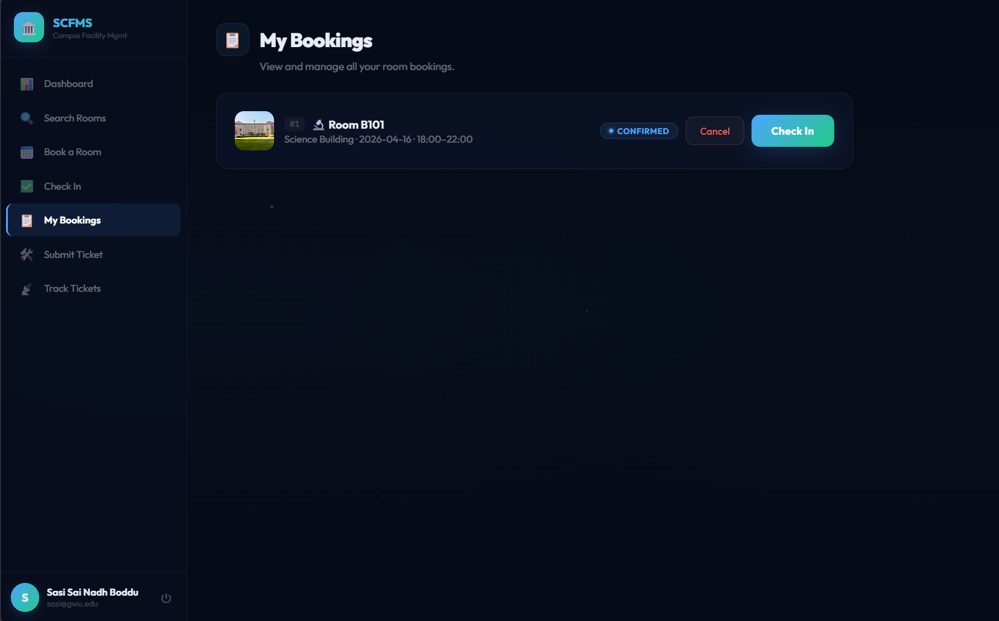 SCFMS
Campus Facility Mgmt
Dashboard
Search Rooms
Book a Room
Check In
My Bookings
Submit Ticket
Track Tickets
Sasi Sai Nadh Boddu
sasi@gwu.edu
S
My Bookings
View and manage all your room bookings.
#1 Room B101
Science Building · 2026-04-16 · 18:00–22:00
CONFIRMED
Cancel
Check In